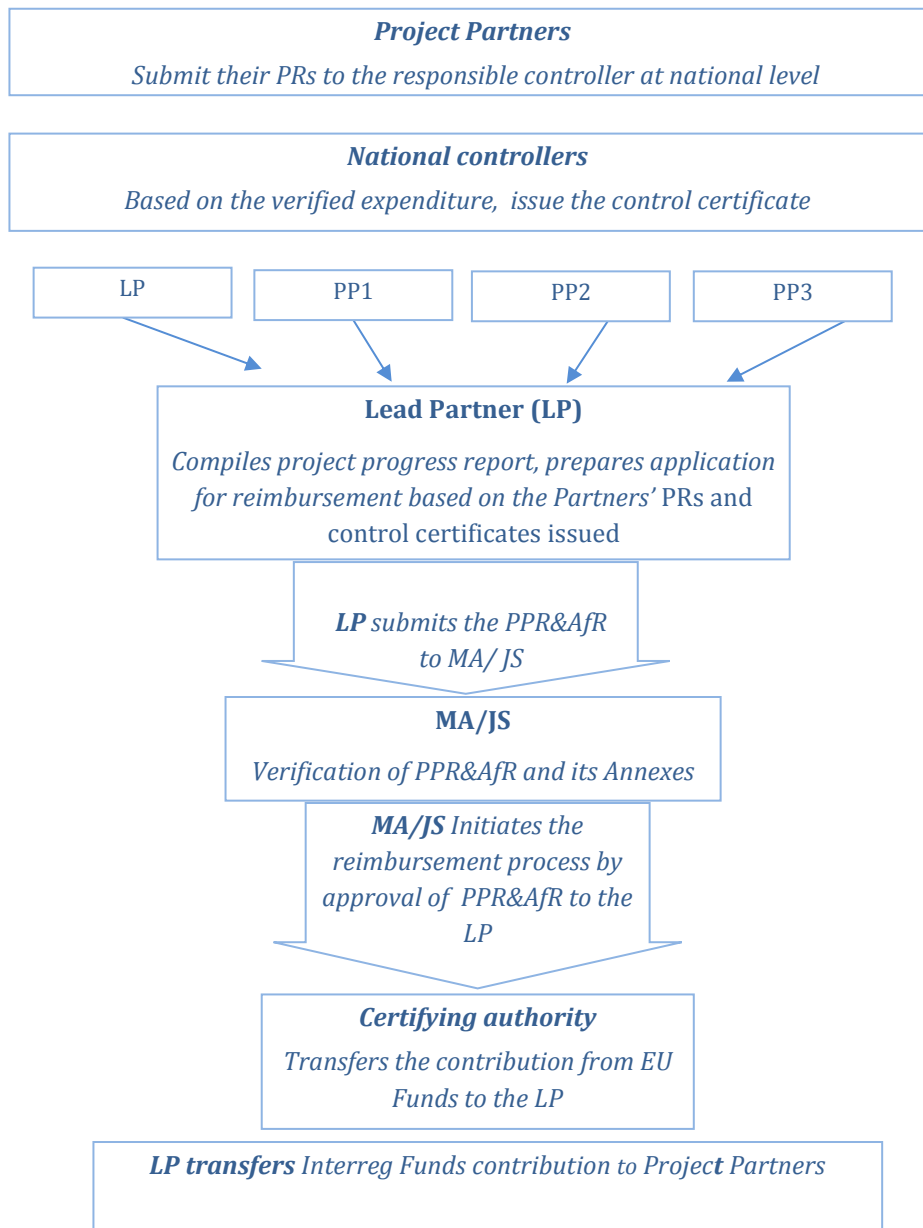 Project Partners
Submit their PRs to the responsible controller at national level
National controllers
Based on the verified expenditure, issue the control certificate
LP
PP1
PP2
PP3
Lead Partner (LP)
Compiles project progress report, prepares application
for reimbursement based on the Partners’ PRs and
control certificates issued
LP submits the PPR&AfR
to MA/ JS
MA/JS
Verification of PPR&AfR and its Annexes
MA/JS Initiates the
reimbursement process by
approval of PPR&AfR to the
LP
Certifying authority
Transfers the contribution from EU
Funds to the LP
LP transfers Interreg Funds contribution to Project Partners